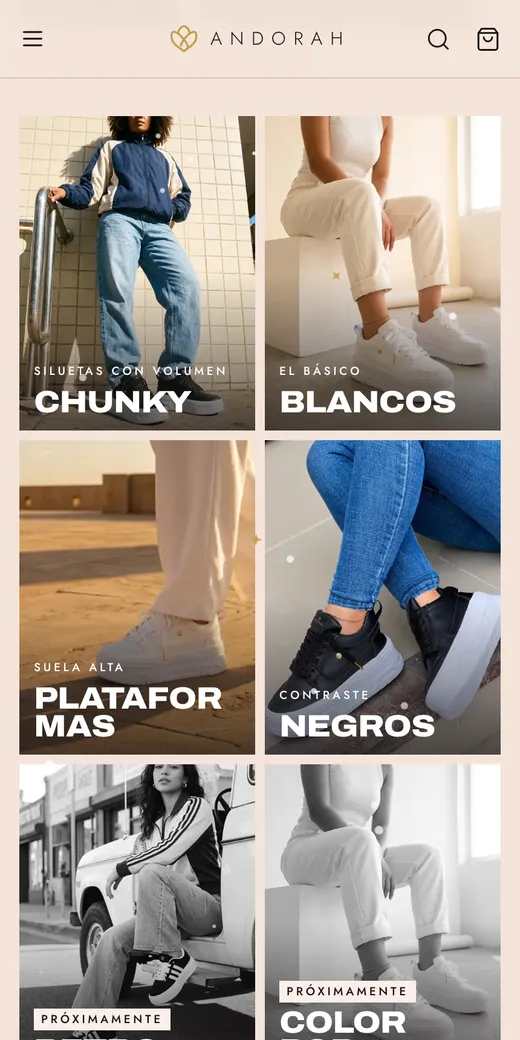 ANDORAH
SILUETAS CON VOLUMEN
CHUNKY
EL BÁSICO
BLANCOS
SUELA ALTA
PLATAFOR
MAS
CONTRASTE
NEGROS
PRÓXIMAMENTE
PRÓXIMAMENTE
COLOR